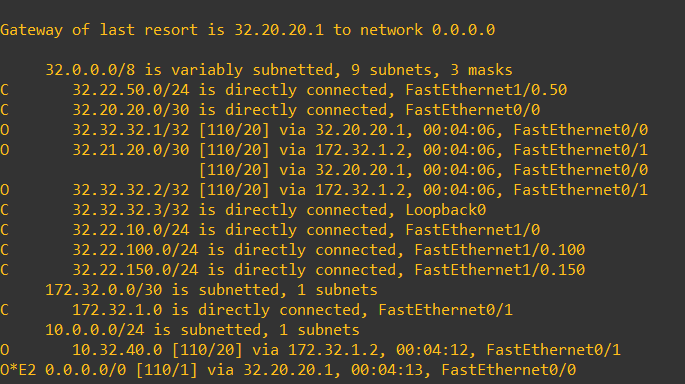 Gateway of last resort is 32.20.20.1 to network 0.0.0.0
32.0.0.0/8 is variably subnetted, 9 subnets, 3 masks
C 32.22.50.0/24 is directly connected, FastEthernet1/0.50
C 32.20.20.0/30 is directly connected, FastEthernet0/0
O 32.32.32.1/32 [110/20] via 32.20.20.1, 00:04:06, FastEthernet0/0
O 32.21.20.0/30 [110/20] via 172.32.1.2, 00:04:06, FastEthernet0/1
[110/20] via 32.20.20.1, 00:04:06, FastEthernet0/0
O 32.32.32.2/32 [110/20] via 172.32.1.2, 00:04:06, FastEthernet0/1
C 32.32.32.3/32 is directly connected, Loopback0
C 32.22.10.0/24 is directly connected, FastEthernet1/0
C 32.22.100.0/24 is directly connected, FastEthernet1/0.100
C 32.22.150.0/24 is directly connected, FastEthernet1/0.150
172.32.0.0/30 is subnetted, 1 subnets
C 172.32.1.0 is directly connected, FastEthernet0/1
10.0.0.0/24 is subnetted, 1 subnets
O 10.32.40.0 [110/20] via 172.32.1.2, 00:04:12, FastEthernet0/1
O*E2 0.0.0.0/0 [110/1] via 32.20.20.1, 00:04:13, FastEthernet0/0